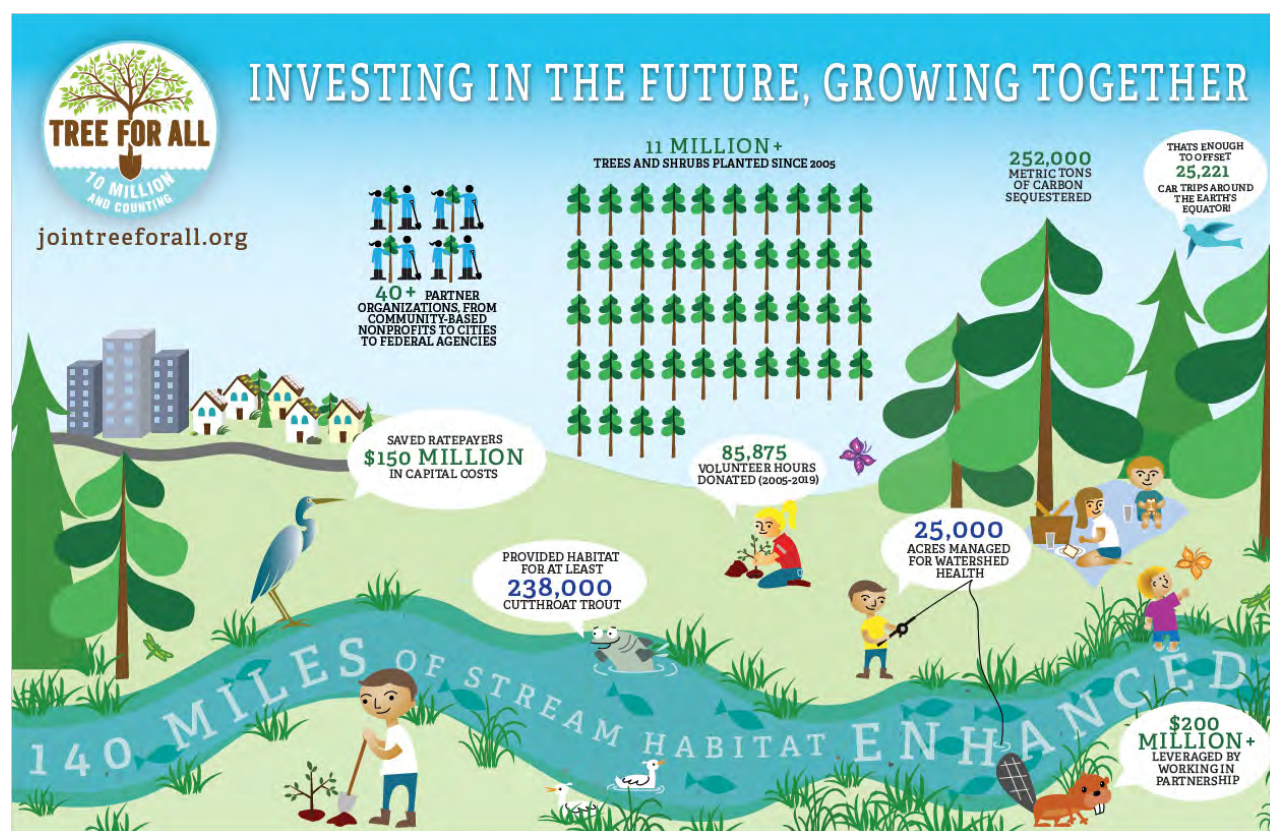 INVESTING IN THE FUTURE, GROWING TOGETHER
TREE FOR ALL
10 MILLION
AND COUNTING
jointreeforall.org
40+ PARTNER
ORGANIZATIONS, FROM
COMMUNITY-BASED
NONPROFITS TO CITIES
TO FEDERAL AGENCIES
11 MILLION+
TREES AND SHRUBS PLANTED SINCE 2005
252,000
METRIC TONS
OF CARBON
SEQUESTERED
THATS ENOUGH
TO OFFSET
25,221
CAR TRIPS AROUND
THE EARTH'S
EQUATOR!
SAVED RATEPAYERS
$150 MILLION
IN CAPITAL COSTS
85,875
VOLUNTEER HOURS
DONATED (2005-2019)
25,000
ACRES MANAGED
FOR WATERSHED
HEALTH
PROVIDED HABITAT
FOR AT LEAST
238,000
CUTTHROAT TROUT
140 MILES OF STREAM HABITAT ENHANCED
$200
MILLION+
LEVERAGED BY
WORKING IN
PARTNERSHIP